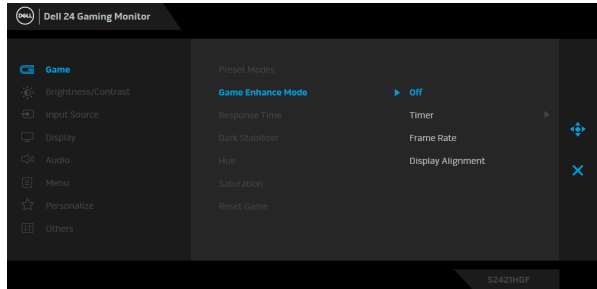 DELL Dell 24 Gaming Monitor
Game
Brightness/Contrast
Input Source
Display
Audio
Menu
Personalize
Others
Preset Modes
Game Enhance Mode
Response Time
Dark Stabilizer
Hue
Saturation
Reset Game
Off
Timer
Frame Rate
Display Alignment
S2421HGF